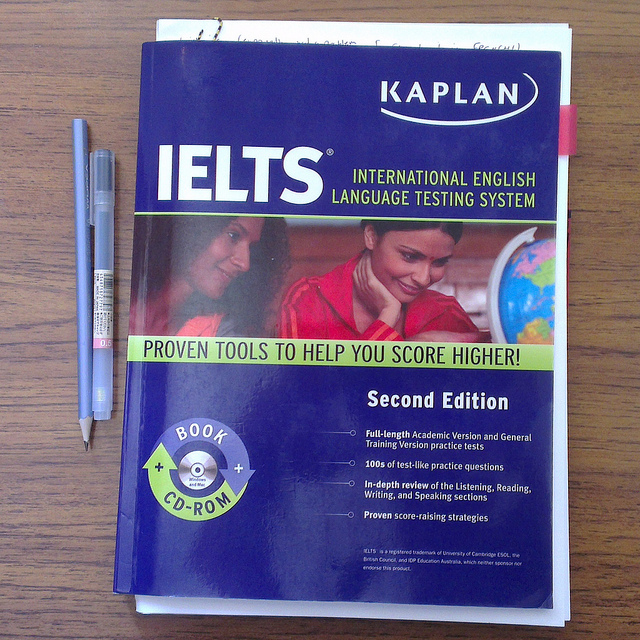 KAPLAN
IELTS®
INTERNATIONAL ENGLISH
LANGUAGE TESTING SYSTEM
PROVEN TOOLS TO HELP YOU SCORE HIGHER!
Second Edition
Full-length Academic Version and General
Training Version practice tests
100s of test-like practice questions
In-depth review of the Listening, Reading,
Writing, and Speaking sections
Proven score-raising strategies
BOOK
+ +
CD-ROM
Windows
and Mac
IELTS is a registered trademark of University of Cambridge ESOL, the
British Council, and IDP Education Australia, which neither sponsor nor
endorse this product.
0.5